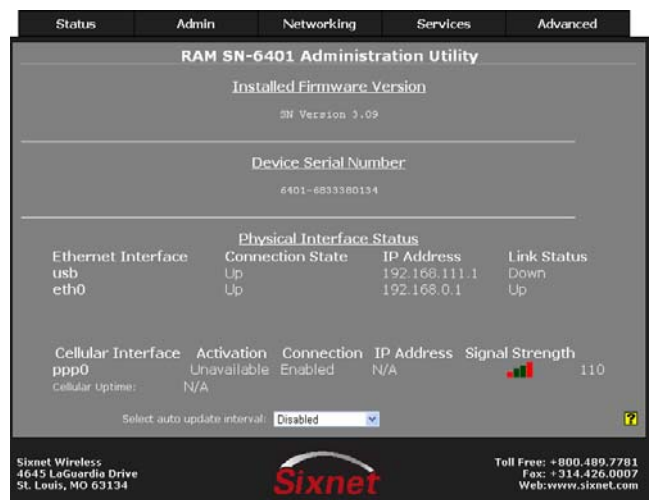 Status Admin Networking Services Advanced
RAM SN-6401 Administration Utility
Installed Firmware Version
SN Version 3.09
Device Serial Number
6401-6833380134
Physical Interface Status
Ethernet Interface Connection State IP Address Link Status
usb Up 192.168.111.1 Down
eth0 Up 192.168.0.1 Up
Cellular Interface Activation Connection IP Address Signal Strength
ppp0 Unavailable Enabled N/A 110
Cellular Uptime: N/A
Select auto update interval: Disabled ?
Sixnet Wireless
4645 LaGuardia Drive
St. Louis, MO 63134
Sixnet
Toll Free: +800.489.7781
Fax: +314.426.0007
Web:www.sixnet.com